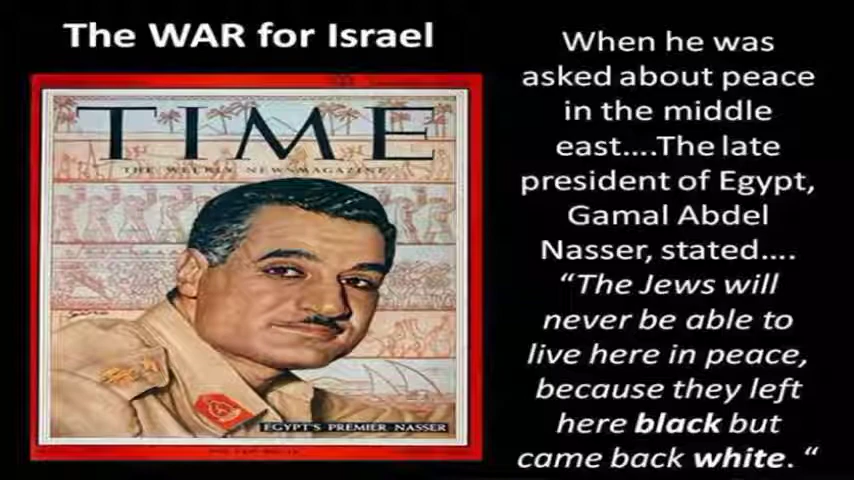 The WAR for Israel
TIME
THE WEEKLY NEWSMAGAZINE
EGYPT'S PREMIER NASSER
When he was
asked about peace
in the middle
east....The late
president of Egypt,
Gamal Abdel
Nasser, stated....
“The Jews will
never be able to
live here in peace,
because they left
here black but
came back white. “